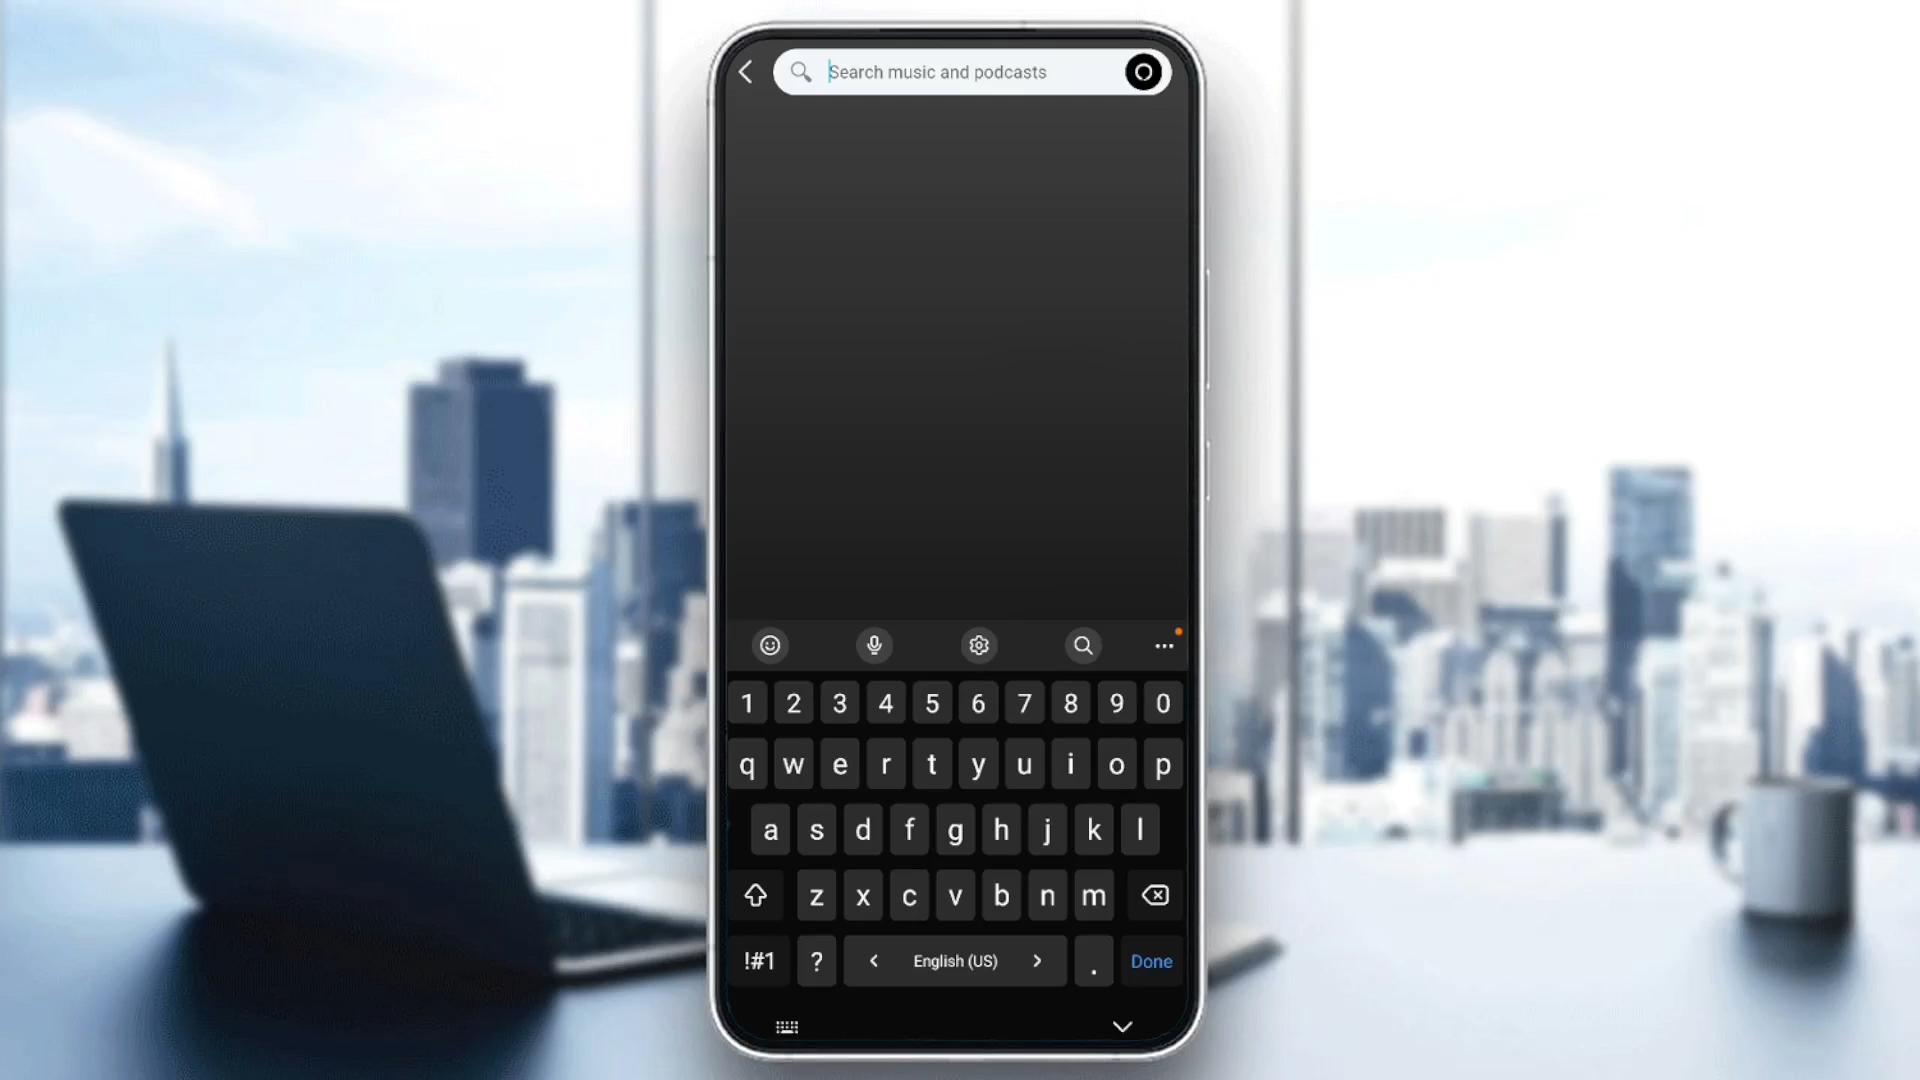 Search music and podcasts
1 2 3 4 5 6 7 8 9 0
q w e r t y u i o p
a s d f g h j k l
z x c v b n m
!#1 ? < English (US) > . Done